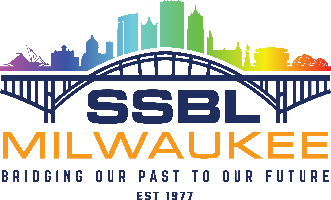 SSBL
MILWAUKEE
BRIDGING OUR PAST TO OUR FUTURE
EST 1977